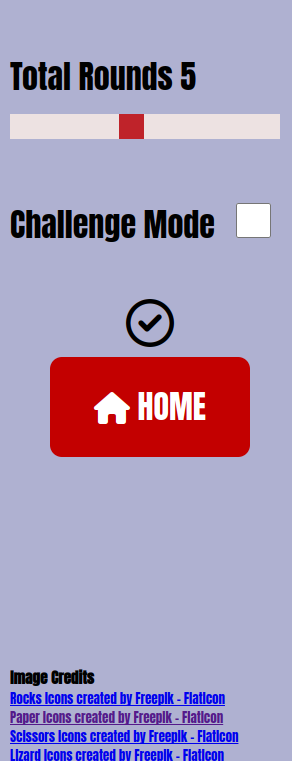 Total Rounds 5
Challenge Mode
HOME
Image Credits
Rocks Icons created by Freepik - Flaticon
Paper Icons created by Freepik - Flaticon
Scissors Icons created by Freepik - Flaticon
Lizard Icons created by Freepik - Flaticon